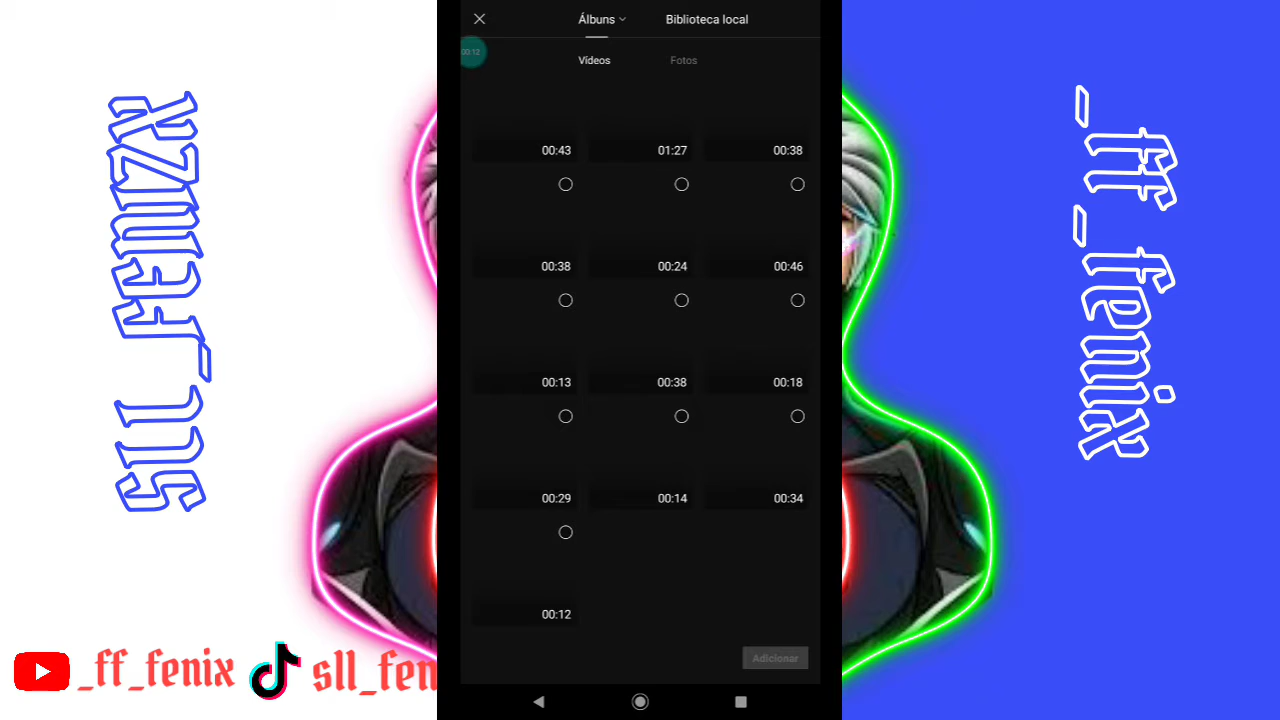 Álbuns
Biblioteca local
00:12
Vídeos
Fotos
00:43
01:27
00:38
00:38
00:24
00:46
00:13
00:38
00:18
00:29
00:14
00:34
00:12
Adicionar
_ff_fenix
_ff_fenix
sll_fen